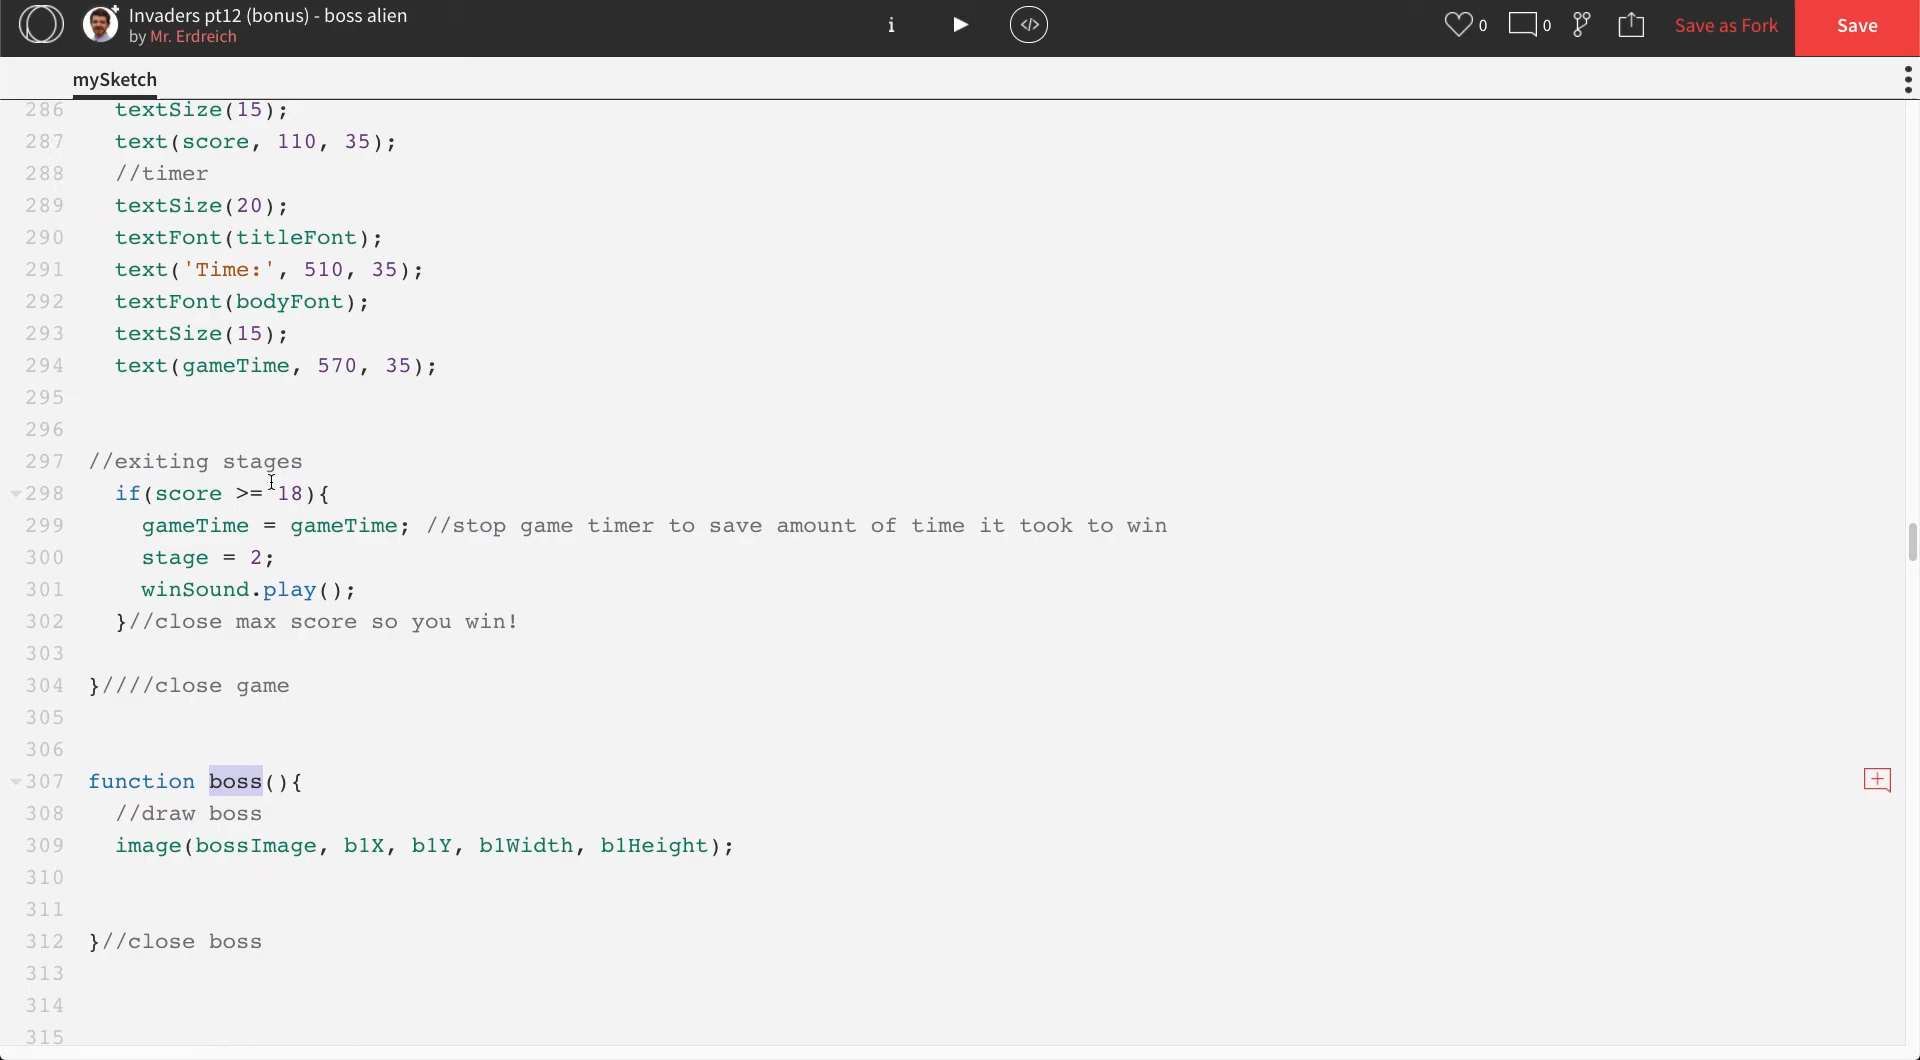 Invaders pt12 (bonus) - boss alien
by Mr. Erdreich
i
</>
0
0
Save as Fork
Save
mySketch
286 textSize(15);
287 text(score, 110, 35);
288 //timer
289 textSize(20);
290 textFont(titleFont);
291 text('Time:', 510, 35);
292 textFont(bodyFont);
293 textSize(15);
294 text(gameTime, 570, 35);
295
296
297 //exiting stages
298 if(score >= 18){
299 gameTime = gameTime; //stop game timer to save amount of time it took to win
300 stage = 2;
301 winSound.play();
302 }//close max score so you win!
303
304 }////close game
305
306
307 function boss(){
308 //draw boss
309 image(bossImage, b1X, b1Y, b1Width, b1Height);
310
311
312 }//close boss
313
314
315